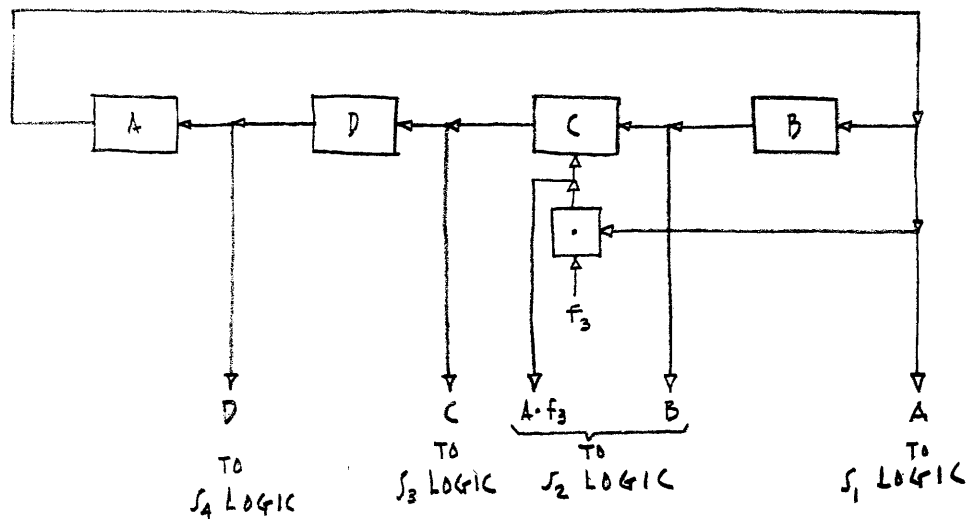 A D C B
·
F₃
D C A·f₃ B A
TO TO TO TO
S₄ LOGIC S₃ LOGIC S₂ LOGIC S₁ LOGIC